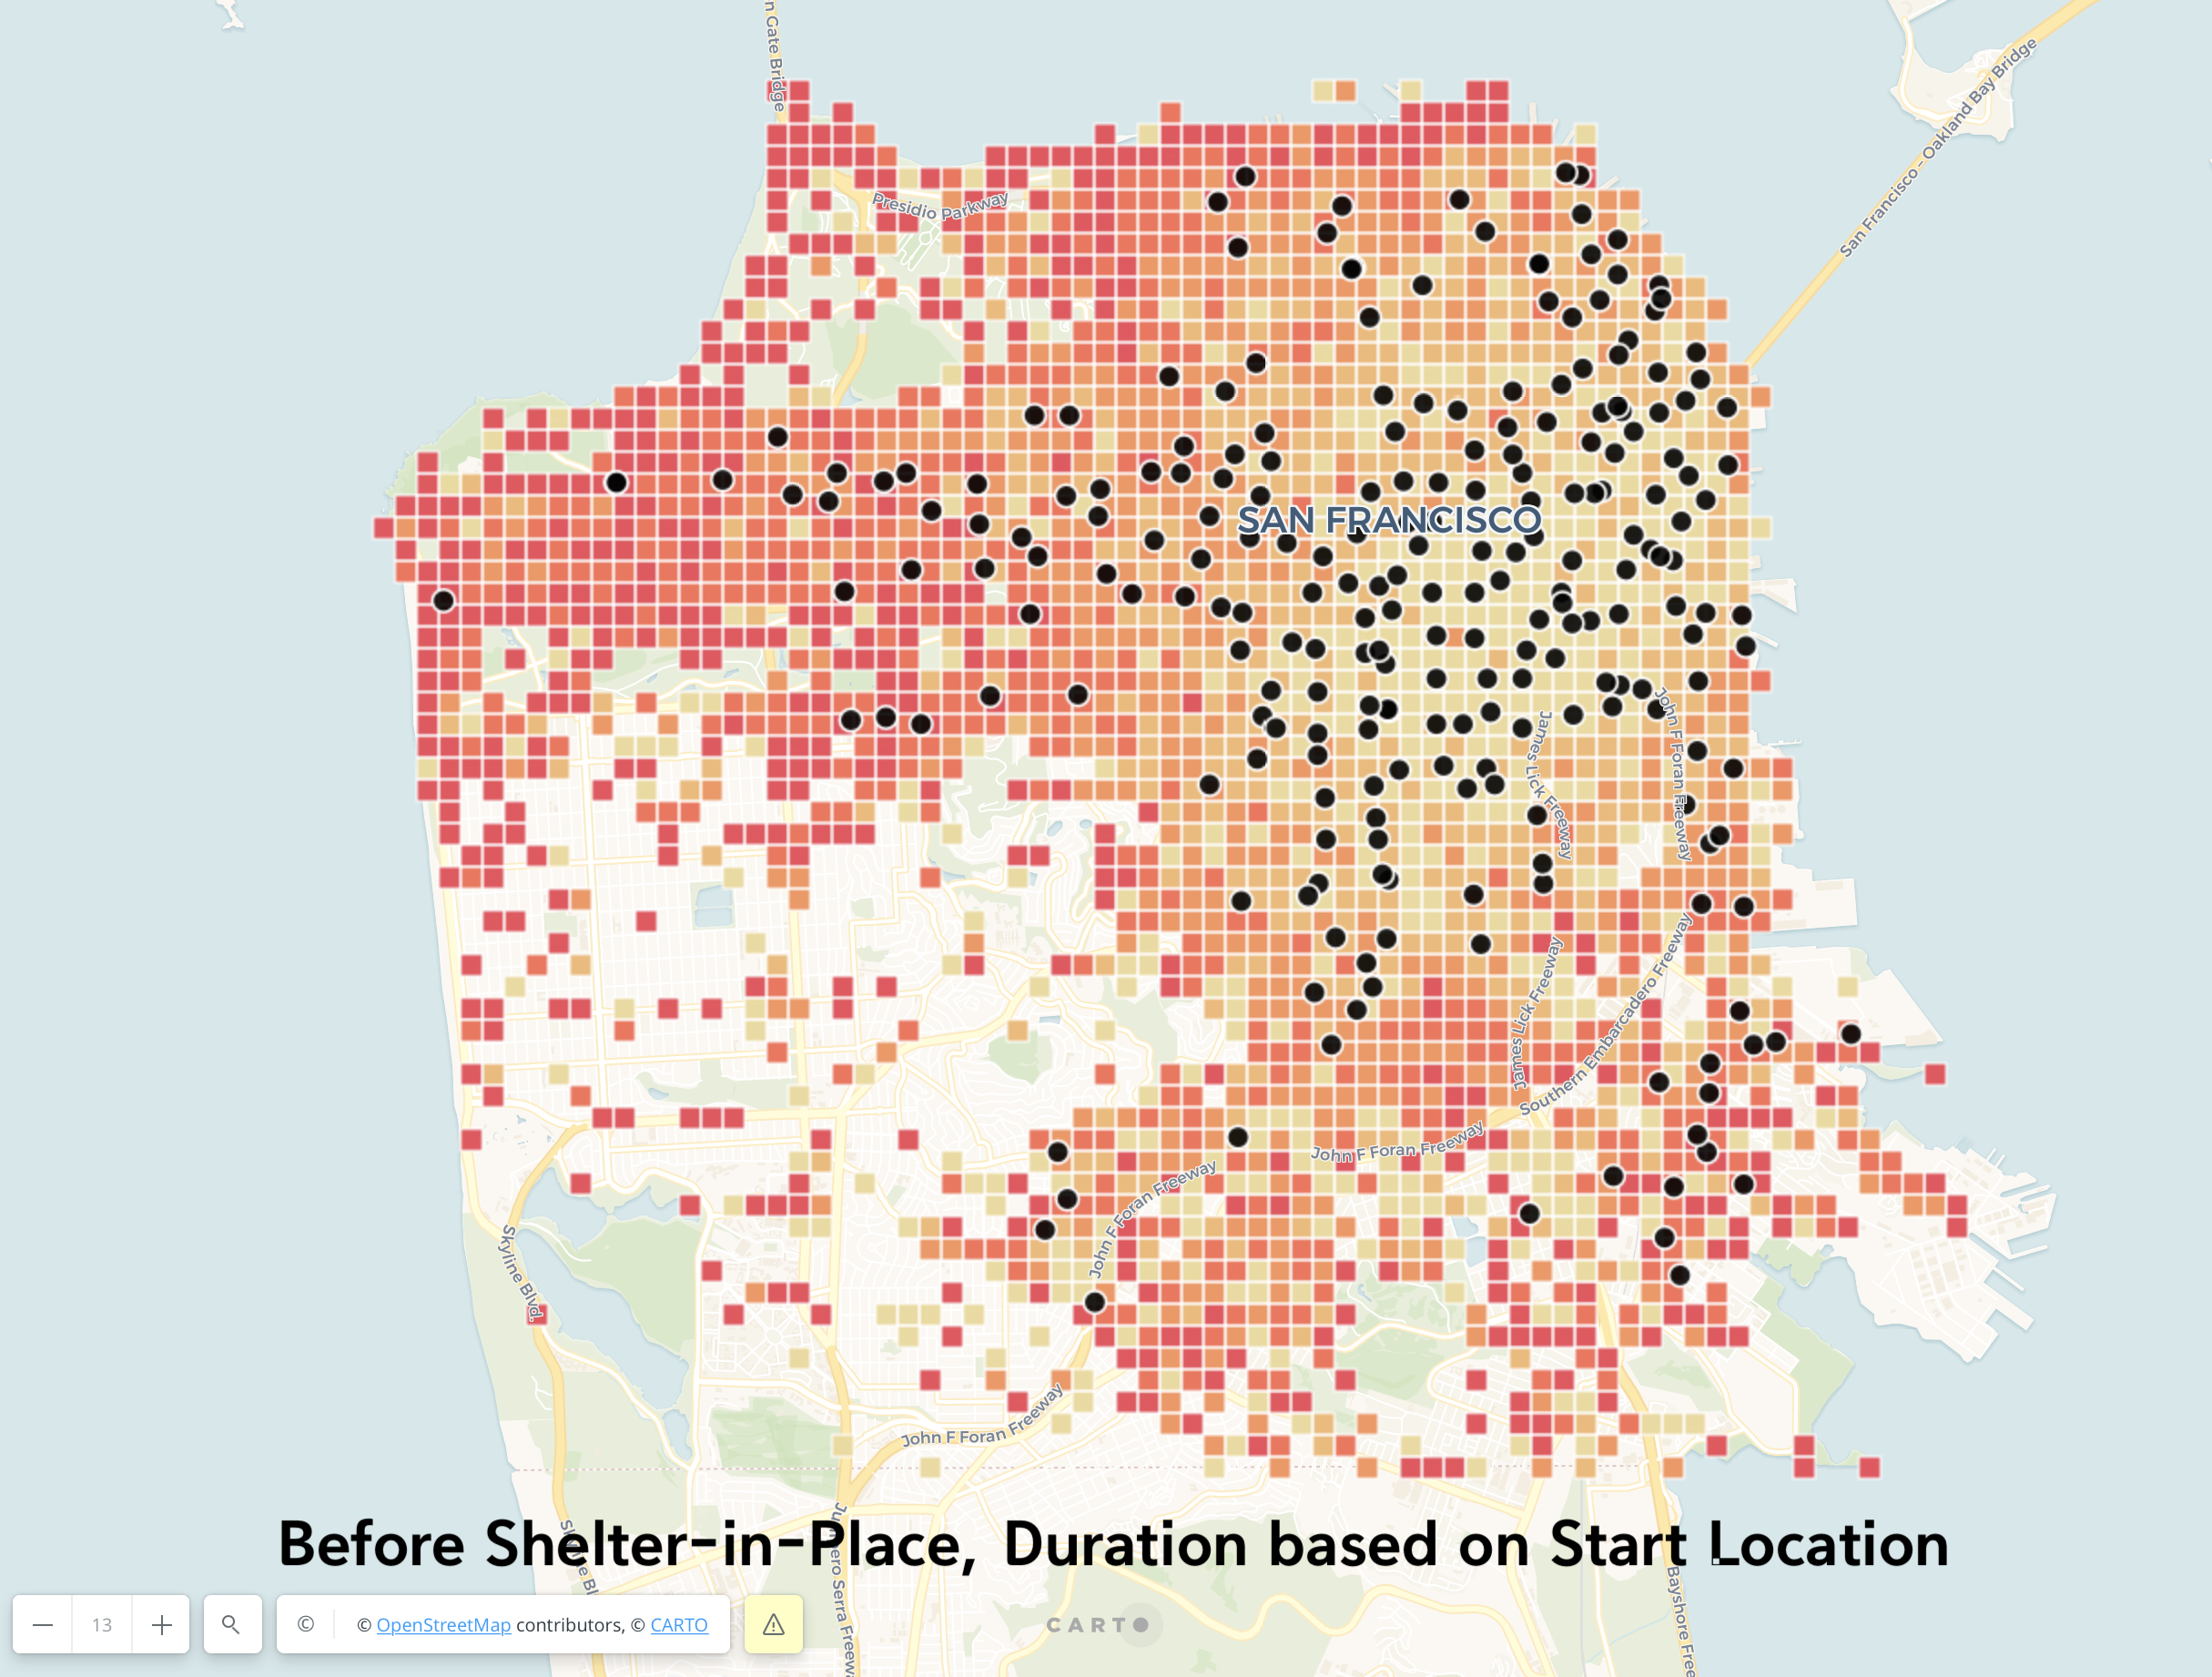 n Gate Bridge
San Francisco - Oakland Bay Bridge
Presidio Parkway
SAN FRANCISCO
John F Foran Freeway
James Lick Freeway
James Lick Freeway
Southern Embarcadero Freeway
John F Foran Freeway
John F Foran Freeway
Skyline Blvd.
John F Foran Freeway
Before Shelter-in-Place, Duration based on Start Location
Bayshore Free
13
© © OpenStreetMap contributors, © CARTO
CARTO